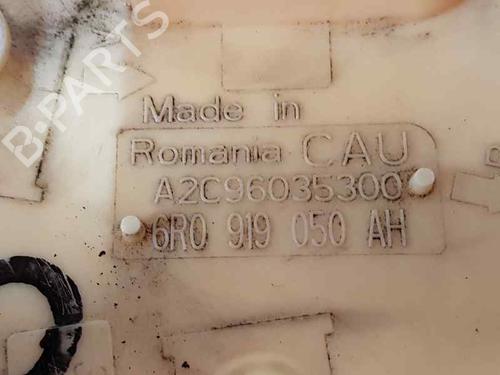 B-PARTS
Made in
Romania CAU
A2C96035300
6R0 919 050 AH